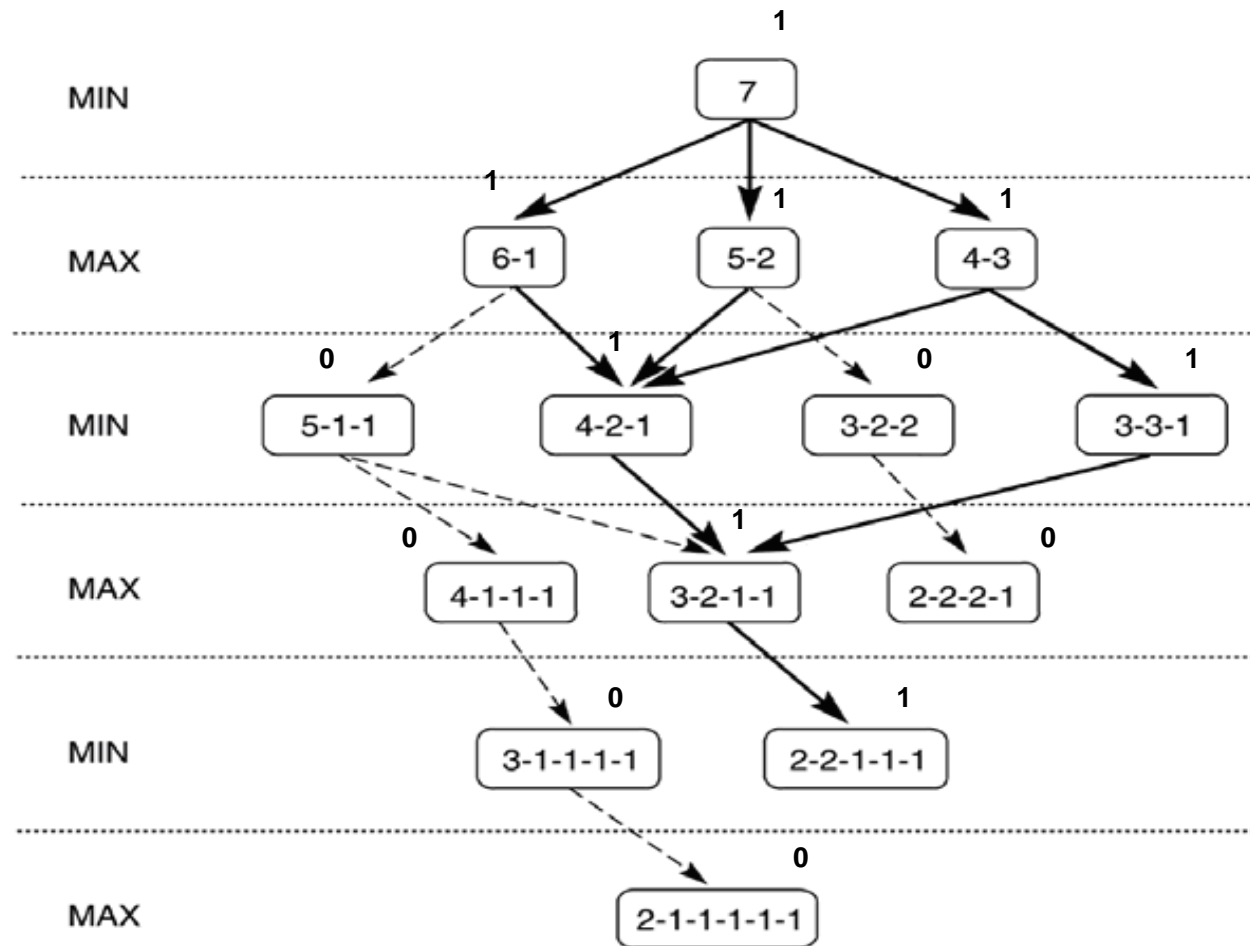 1
MIN 7
1 1 1
MAX 6-1 5-2 4-3
0 1 0 1
MIN 5-1-1 4-2-1 3-2-2 3-3-1
0 1 0
MAX 4-1-1-1 3-2-1-1 2-2-2-1
0 1
MIN 3-1-1-1-1 2-2-1-1-1
0
MAX 2-1-1-1-1-1